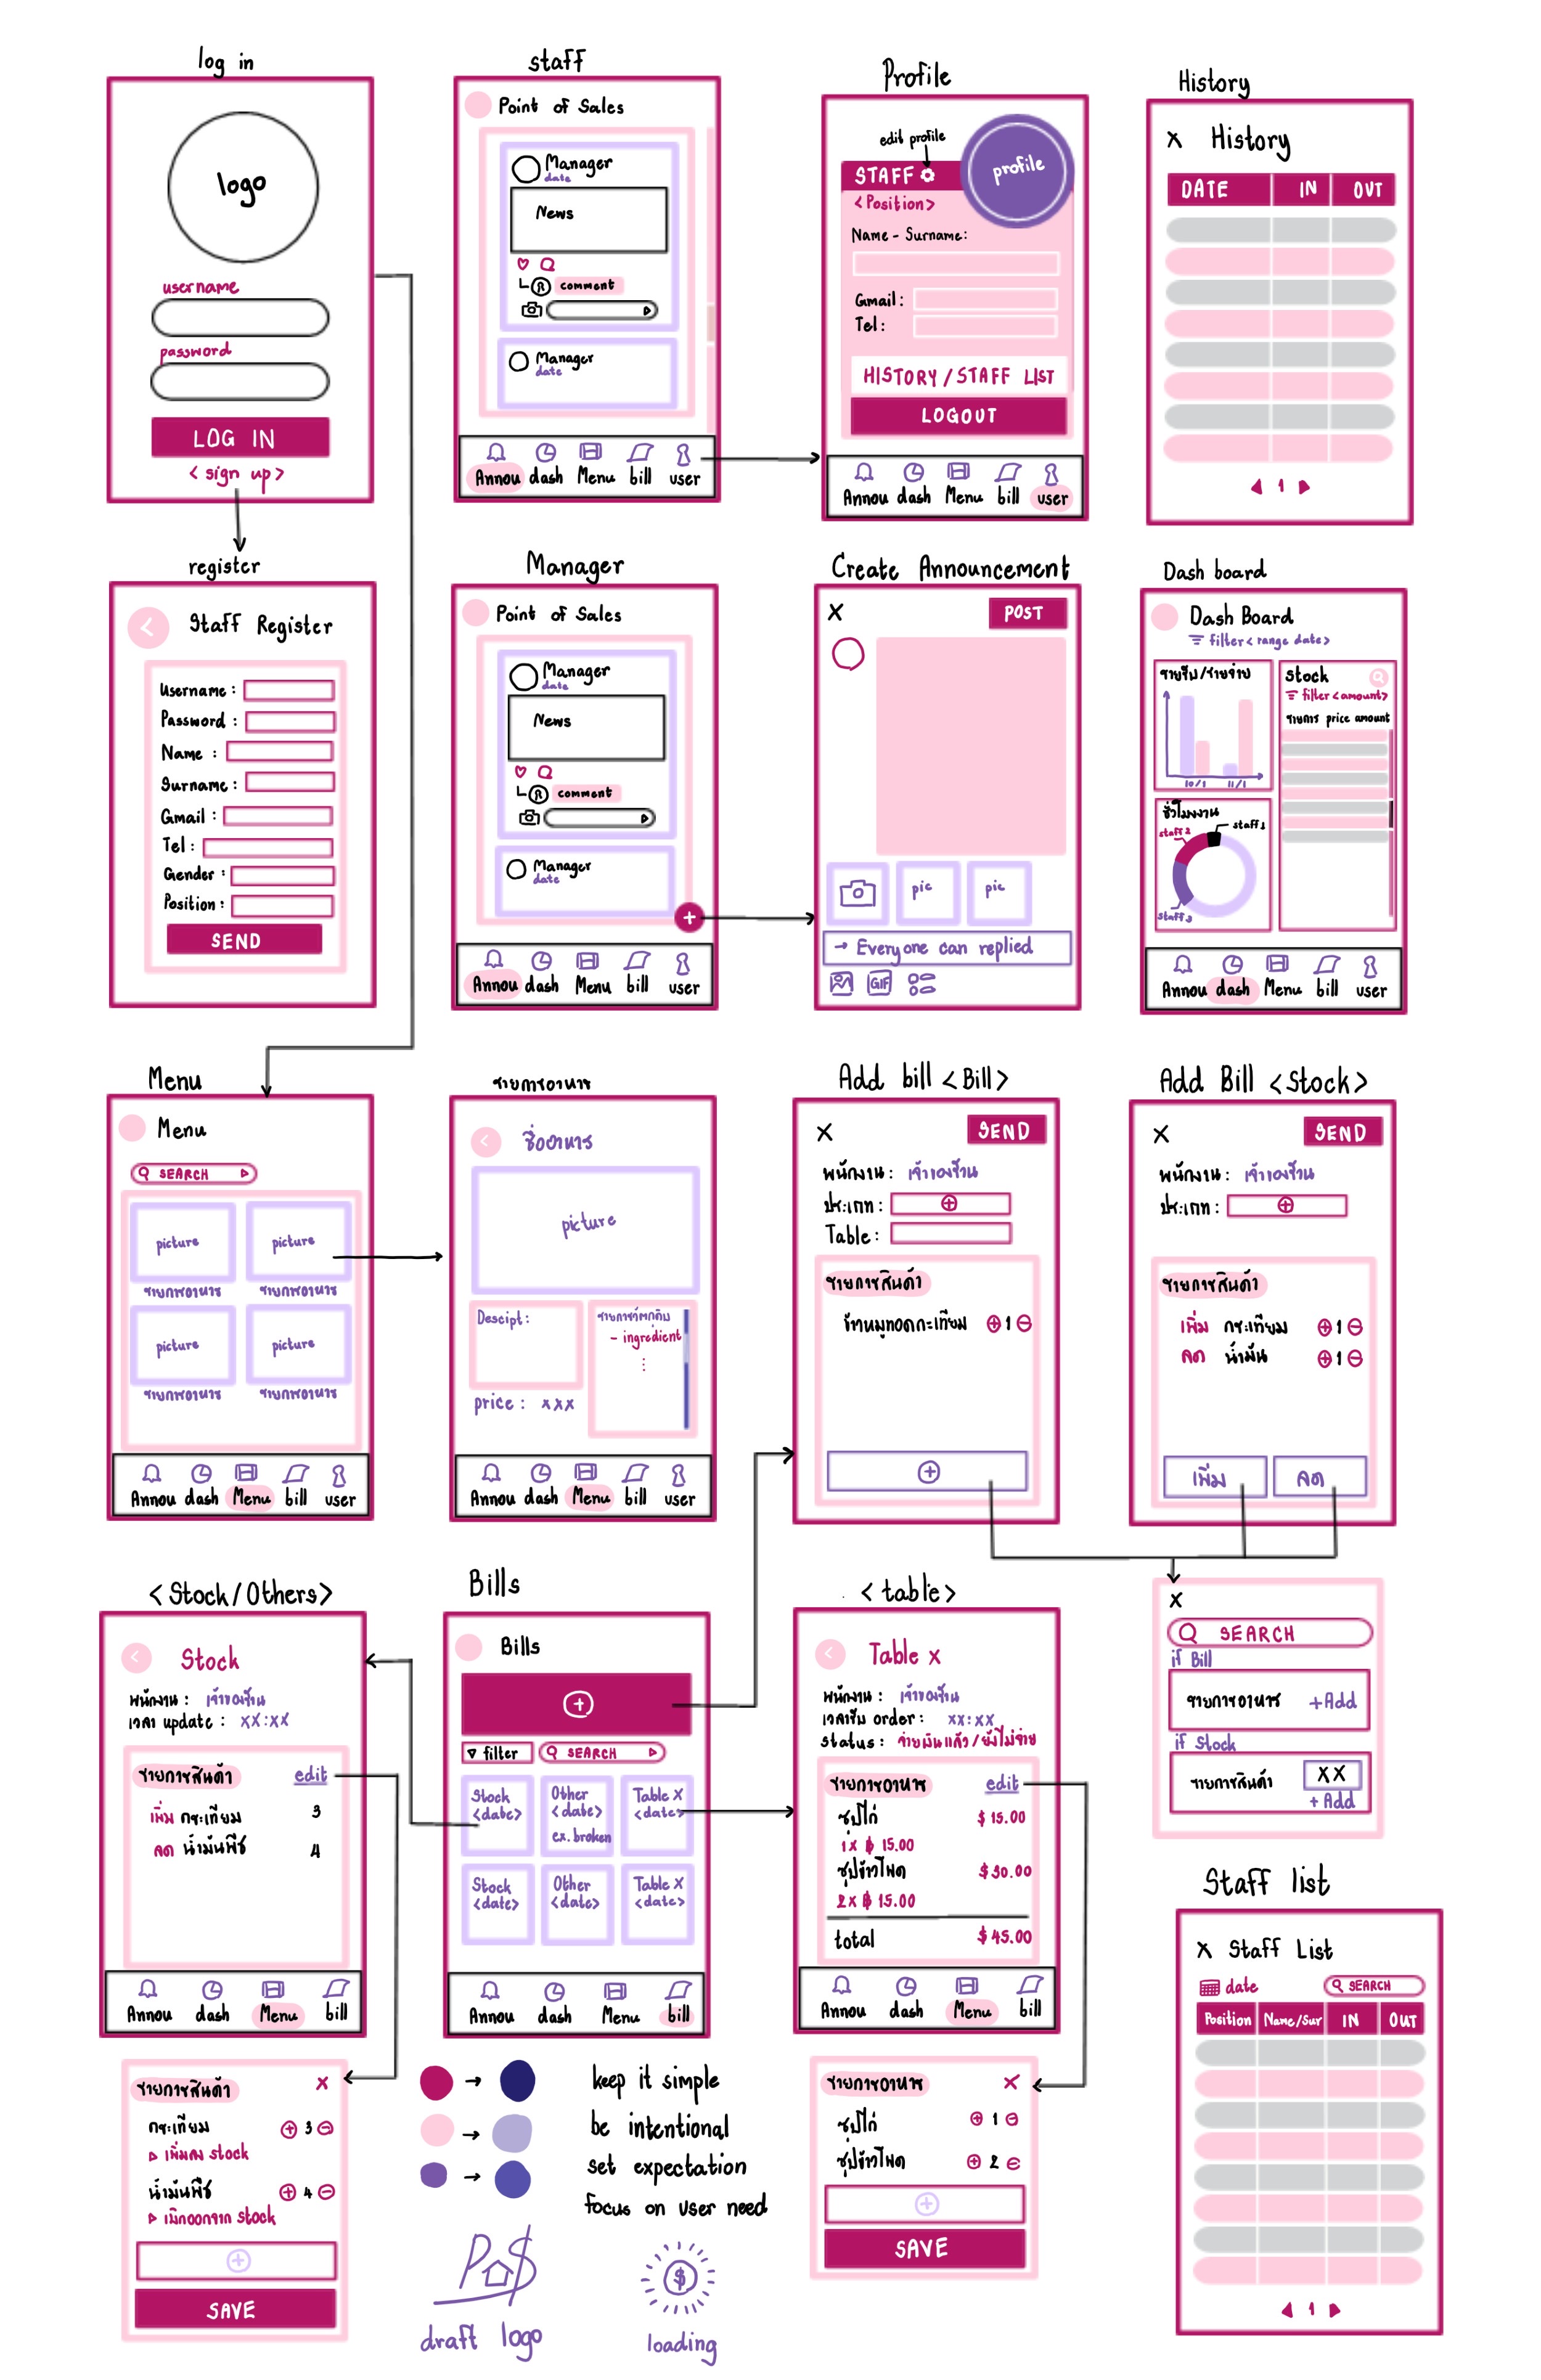 log in
logo
username
password
LOG IN
<sign up>
staff
Point of Sales
Manager
date
News
comment
Manager
date
Annou dash Menu bill user
Profile
edit profile
profile
STAFF
<Position>
Name - Surname:
Gmail:
Tel:
HISTORY / STAFF LIST
LOGOUT
Annou dash Menu bill user
History
X History
DATE IN OUT
1
register
Staff Register
Username:
Password:
Name:
Surname:
Gmail:
Tel:
Gender:
Position:
SEND
Manager
Point of Sales
Manager
date
News
comment
Manager
date
+
Annou dash Menu bill user
Create Announcement
X POST
pic pic
→ Everyone can replied
GIF
Dash board
Dash Board
filter <range date>
รายรับ/รายจ่าย
10/1 11/1
stock
filter <amount>
รายการ price amount
ชั่วโมงงาน
staff 1
staff 2
staff 3
Annou dash Menu bill user
Menu
Menu
SEARCH
picture picture
รายการอาหาร รายการอาหาร
picture picture
รายการอาหาร รายการอาหาร
Annou dash Menu bill user
รายการอาหาร
ชื่ออาหาร
picture
Descipt:
รายการวัตถุดิบ
- ingredient
price: xxx
Annou dash Menu bill user
Add bill <Bill>
X SEND
พนักงาน: เจ้าของร้าน
ประเภท: +
Table:
รายการสินค้า
ข้าวหมูทอดกระเทียม + 1 -
+
Add Bill <Stock>
X SEND
พนักงาน: เจ้าของร้าน
ประเภท: +
รายการสินค้า
เพิ่ม กระเทียม + 1 -
ลด น้ำมัน + 1 -
เพิ่ม ลด
X
SEARCH
if Bill
รายการอาหาร +Add
if Stock
รายการสินค้า XX
+Add
<Stock/Others>
Stock
พนักงาน: เจ้าของร้าน
เวลา update: XX:XX
รายการสินค้า edit
เพิ่ม กระเทียม 3
ลด น้ำมันพืช 4
Annou dash Menu bill
รายการสินค้า X
กระเทียม + 3 -
เพิ่มลง stock
น้ำมันพืช + 4 -
เบิกออกจาก stock
+
SAVE
Bills
Bills
+
filter SEARCH
Stock <date>
Other <date> ex. broken
Table X <date>
Stock <date>
Other <date>
Table X <date>
Annou dash Menu bill
<table>
Table x
พนักงาน: เจ้าของร้าน
เวลารับ order: xx:xx
Status: จ่ายเงินแล้ว/ยังไม่จ่าย
รายการอาหาร edit
ซุปไก่ $15.00
1 x ฿ 15.00
ซุปข้าวโพด $30.00
2 x ฿ 15.00
total $45.00
Annou dash Menu bill
รายการอาหาร X
ซุปไก่ + 1 -
ซุปข้าวโพด + 2 -
+
SAVE
keep it simple
be intentional
set expectation
focus on user need
PO$
draft logo
$
loading
Staff list
X Staff List
date SEARCH
Position Name/Sur IN OUT
1